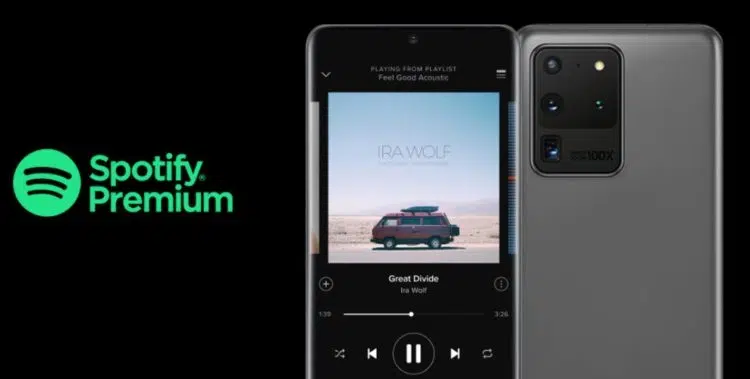 Spotify®
Premium
PLAYING FROM PLAYLIST
Feel Good Acoustic
IRA WOLF
Great Divide
Ira Wolf
1:39
3:26
100X